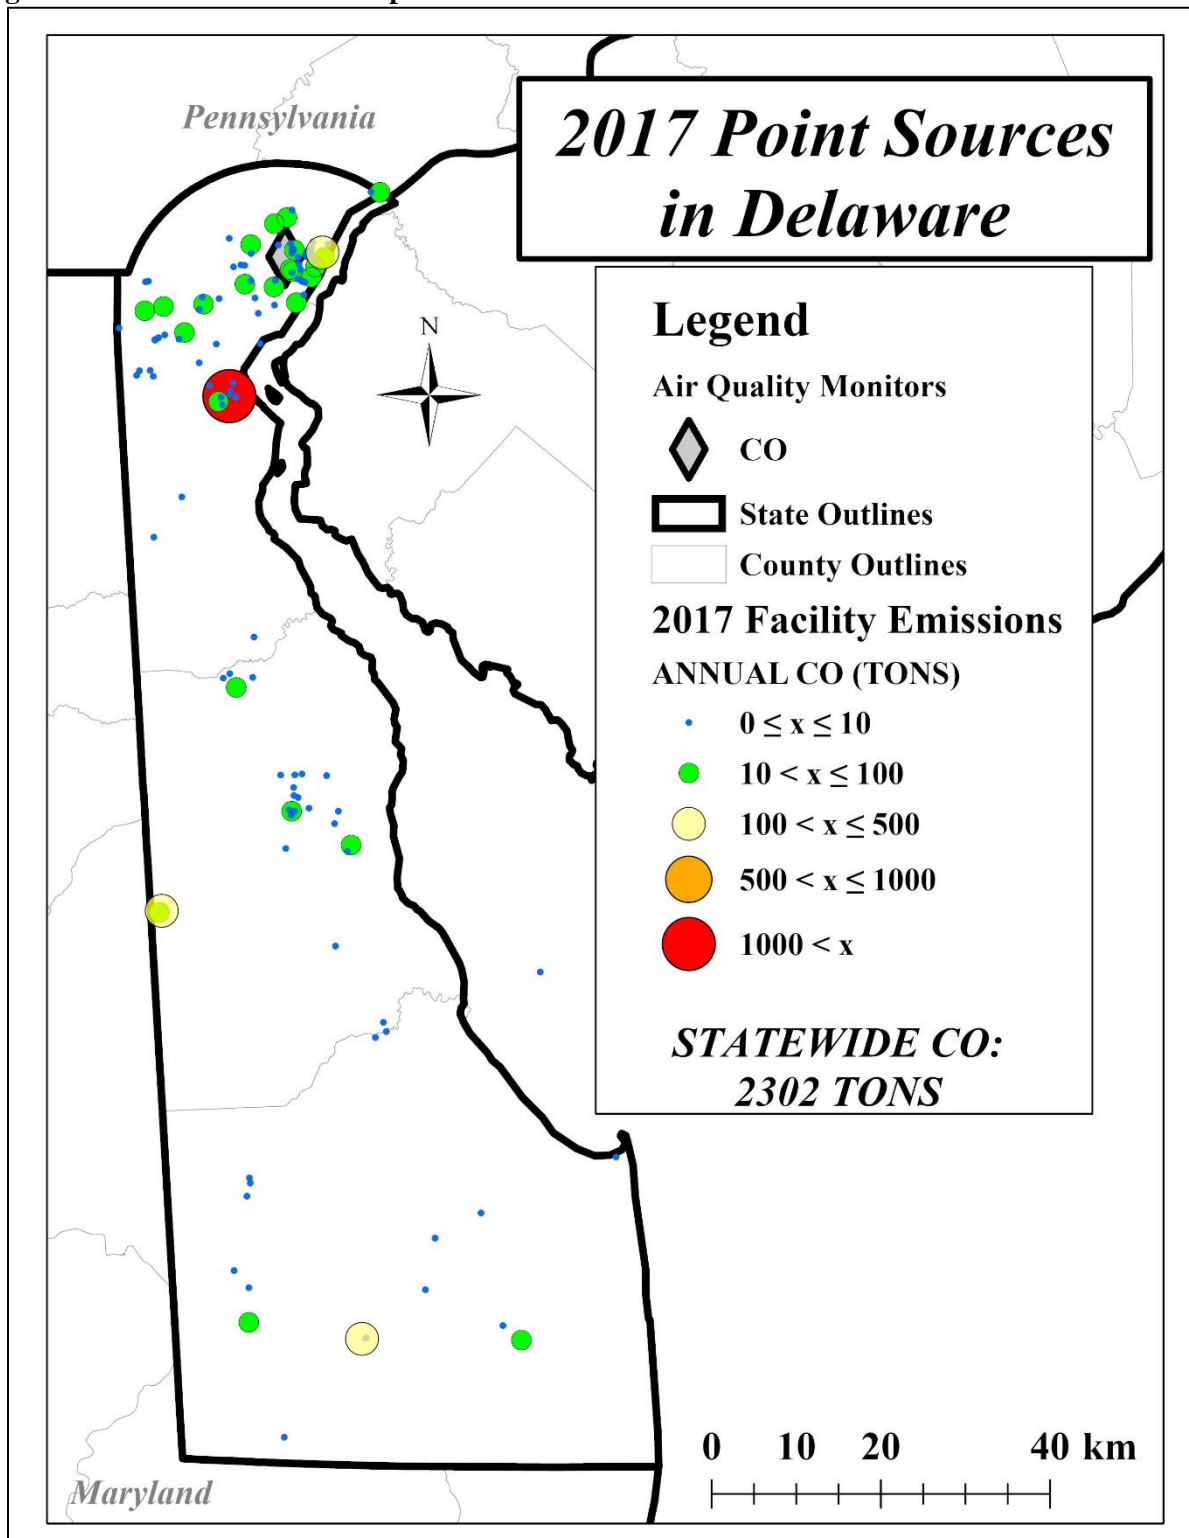 Pennsylvania
2017 Point Sources
in Delaware
N
Legend
Air Quality Monitors
CO
State Outlines
County Outlines
2017 Facility Emissions
ANNUAL CO (TONS)
0 ≤ x ≤ 10
10 < x ≤ 100
100 < x ≤ 500
500 < x ≤ 1000
1000 < x
STATEWIDE CO:
2302 TONS
0 10 20 40 km
Maryland